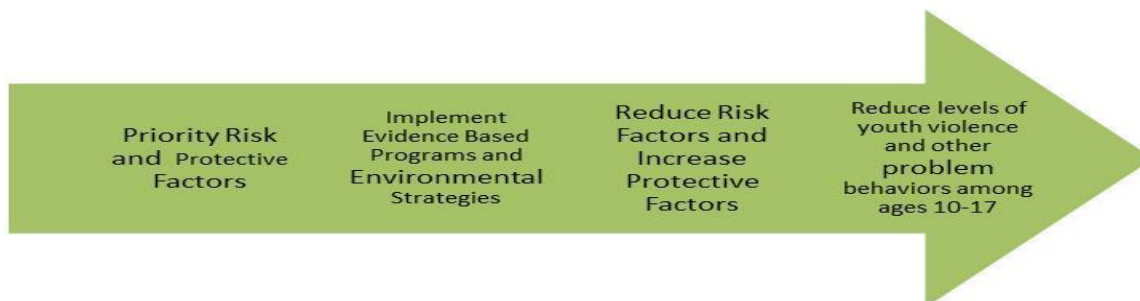 Priority Risk
and Protective
Factors
Implement
Evidence Based
Programs and
Environmental
Strategies
Reduce Risk
Factors and
Increase
Protective
Factors
Reduce levels of
youth violence
and other
problem
behaviors among
ages 10-17